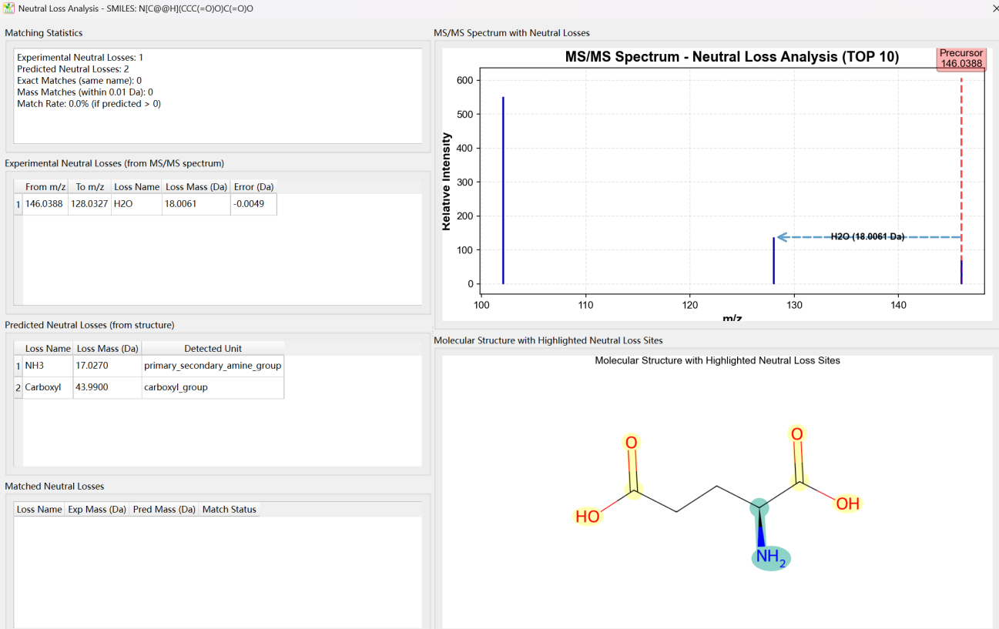 Neutral Loss Analysis - SMILES: N[C@@H](CCC(=O)O)C(=O)O
Matching Statistics
Experimental Neutral Losses: 1
Predicted Neutral Losses: 2
Exact Matches (same name): 0
Mass Matches (within 0.01 Da): 0
Match Rate: 0.0% (if predicted > 0)
Experimental Neutral Losses (from MS/MS spectrum)
From m/z To m/z Loss Name Loss Mass (Da) Error (Da)
1 146.0388 128.0327 H2O 18.0061 -0.0049
Predicted Neutral Losses (from structure)
Loss Name Loss Mass (Da) Detected Unit
1 NH3 17.0270 primary_secondary_amine_group
2 Carboxyl 43.9900 carboxyl_group
Matched Neutral Losses
Loss Name Exp Mass (Da) Pred Mass (Da) Match Status
MS/MS Spectrum with Neutral Losses
MS/MS Spectrum - Neutral Loss Analysis (TOP 10)
Precursor
146.0388
Relative Intensity
600
500
400
300
200
100
0
H2O (18.0061 Da)
100 110 120 130 140
m/z
Molecular Structure with Highlighted Neutral Loss Sites
Molecular Structure with Highlighted Neutral Loss Sites
O O
HO OH
NH2